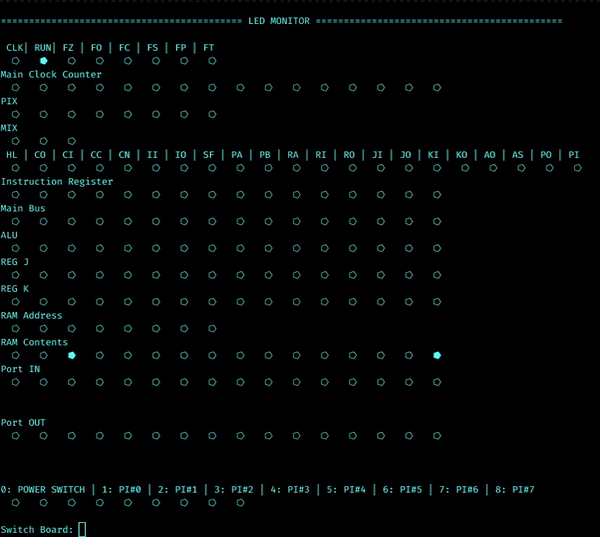 ========================================== LED MONITOR ===========================================
CLK| RUN| FZ | FO | FC | FS | FP | FT
Main Clock Counter
PIX
MIX
HL | CO | CI | CC | CN | II | IO | SF | PA | PB | RA | RI | RO | JI | JO | KI | KO | AO | AS | PO | PI
Instruction Register
Main Bus
ALU
REG J
REG K
RAM Address
RAM Contents
Port IN
Port OUT
0: POWER SWITCH | 1: PI#0 | 2: PI#1 | 3: PI#2 | 4: PI#3 | 5: PI#4 | 6: PI#5 | 7: PI#6 | 8: PI#7
Switch Board: